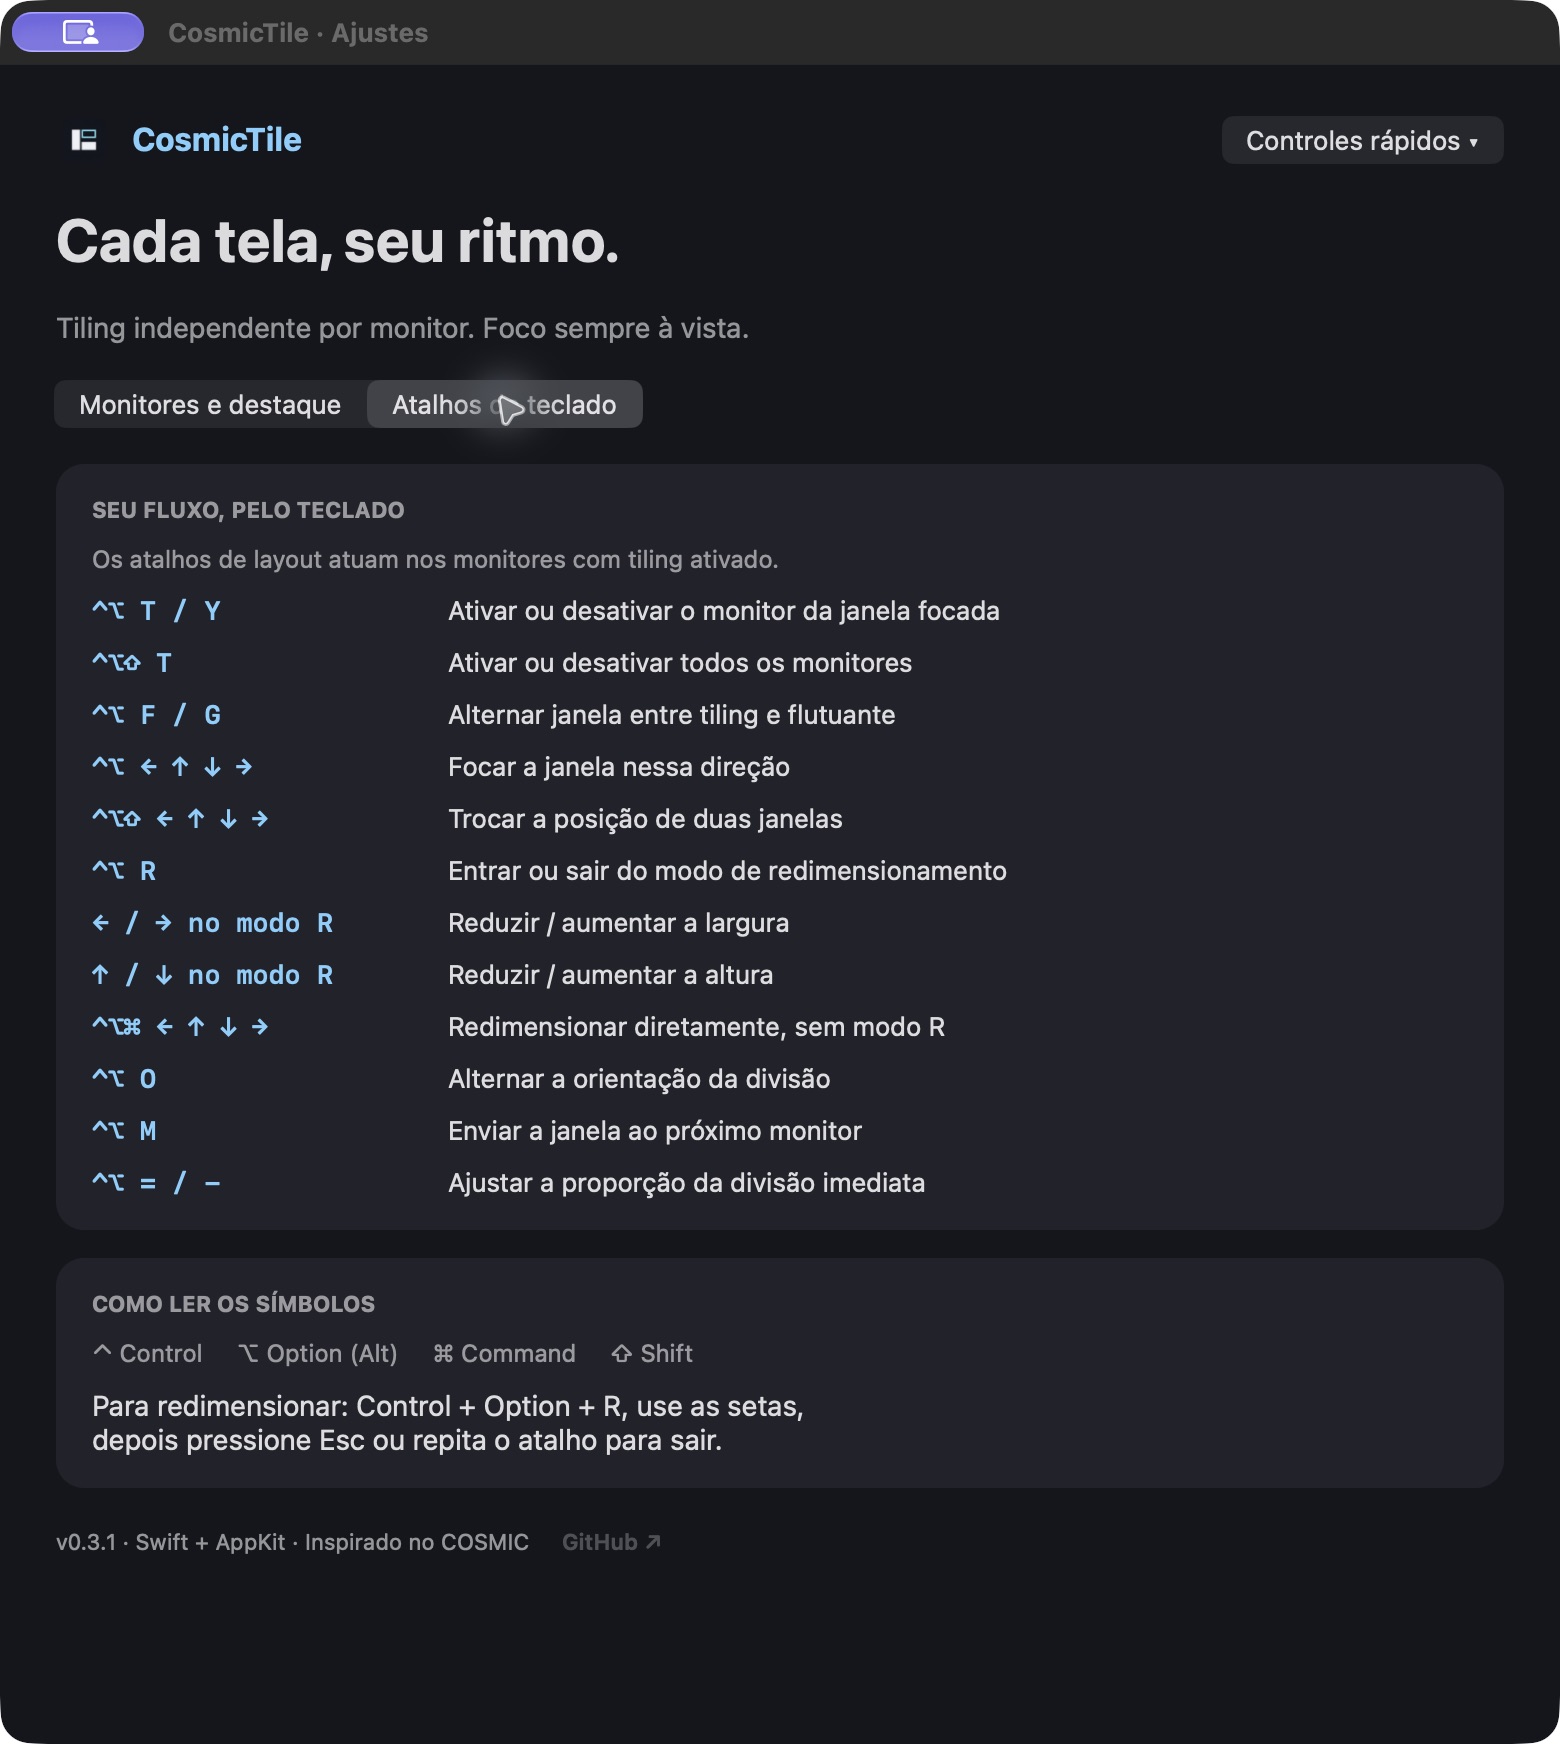 CosmicTile · Ajustes
CosmicTile
Controles rápidos ▾
Cada tela, seu ritmo.
Tiling independente por monitor. Foco sempre à vista.
Monitores e destaque
Atalhos teclado
SEU FLUXO, PELO TECLADO
Os atalhos de layout atuam nos monitores com tiling ativado.
^⌥ T / Y Ativar ou desativar o monitor da janela focada
^⌥⇧ T Ativar ou desativar todos os monitores
^⌥ F / G Alternar janela entre tiling e flutuante
^⌥ ← ↑ ↓ → Focar a janela nessa direção
^⌥⇧ ← ↑ ↓ → Trocar a posição de duas janelas
^⌥ R Entrar ou sair do modo de redimensionamento
← / → no modo R Reduzir / aumentar a largura
↑ / ↓ no modo R Reduzir / aumentar a altura
^⌥⌘ ← ↑ ↓ → Redimensionar diretamente, sem modo R
^⌥ O Alternar a orientação da divisão
^⌥ M Enviar a janela ao próximo monitor
^⌥ = / − Ajustar a proporção da divisão imediata
COMO LER OS SÍMBOLOS
^ Control ⌥ Option (Alt) ⌘ Command ⇧ Shift
Para redimensionar: Control + Option + R, use as setas,
depois pressione Esc ou repita o atalho para sair.
v0.3.1 · Swift + AppKit · Inspirado no COSMIC GitHub ↗